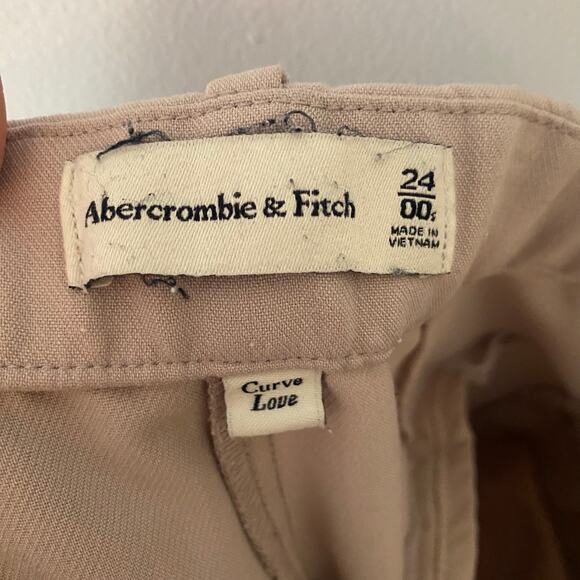 Abercrombie & Fitch
24
00s
MADE IN
VIETNAM
Curve
Love